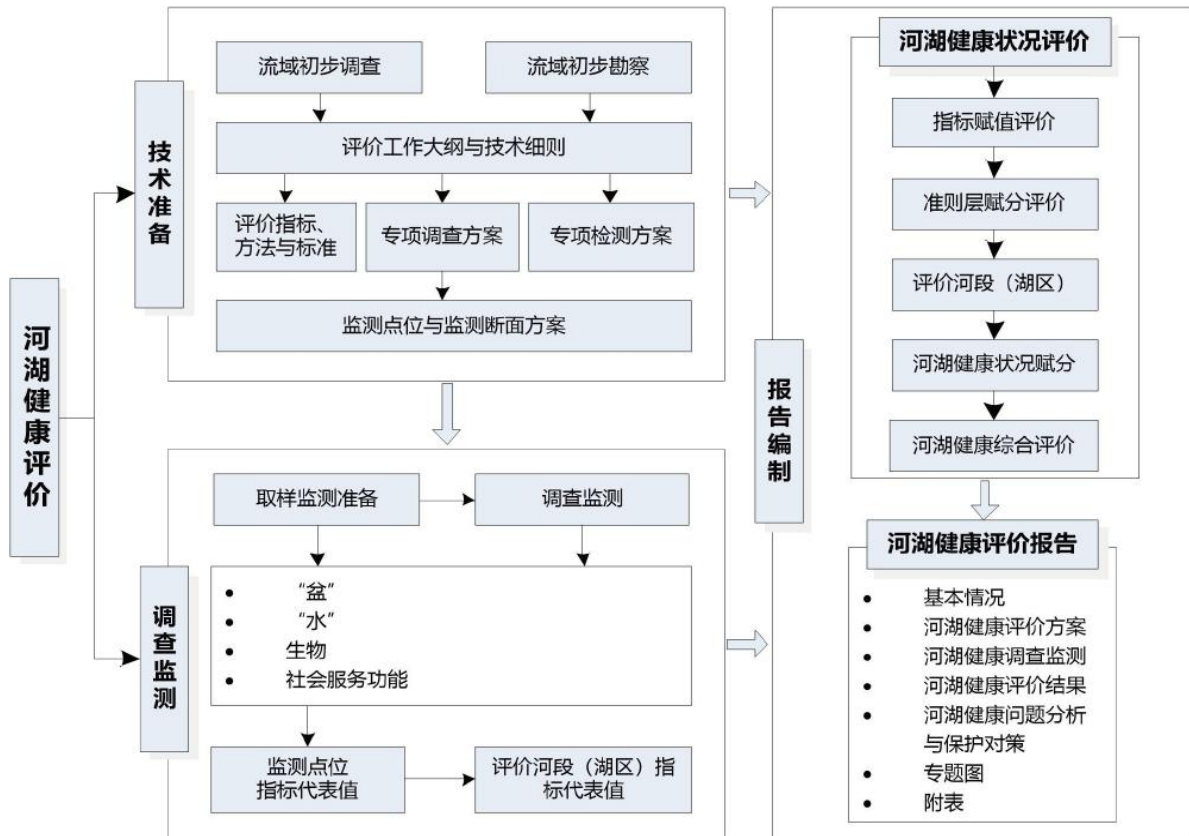 河湖健康评价
技术准备
流域初步调查
流域初步勘察
评价工作大纲与技术细则
评价指标、
方法与标准
专项调查方案
专项检测方案
监测点位与监测断面方案
调查监测
取样监测准备
调查监测
“盆”
“水”
生物
社会服务功能
监测点位
指标代表值
评价河段（湖区）指
标代表值
报告编制
河湖健康状况评价
指标赋值评价
准则层赋分评价
评价河段（湖区）
河湖健康状况赋分
河湖健康综合评价
河湖健康评价报告
基本情况
河湖健康评价方案
河湖健康调查监测
河湖健康评价结果
河湖健康问题分析
与保护对策
专题图
附表